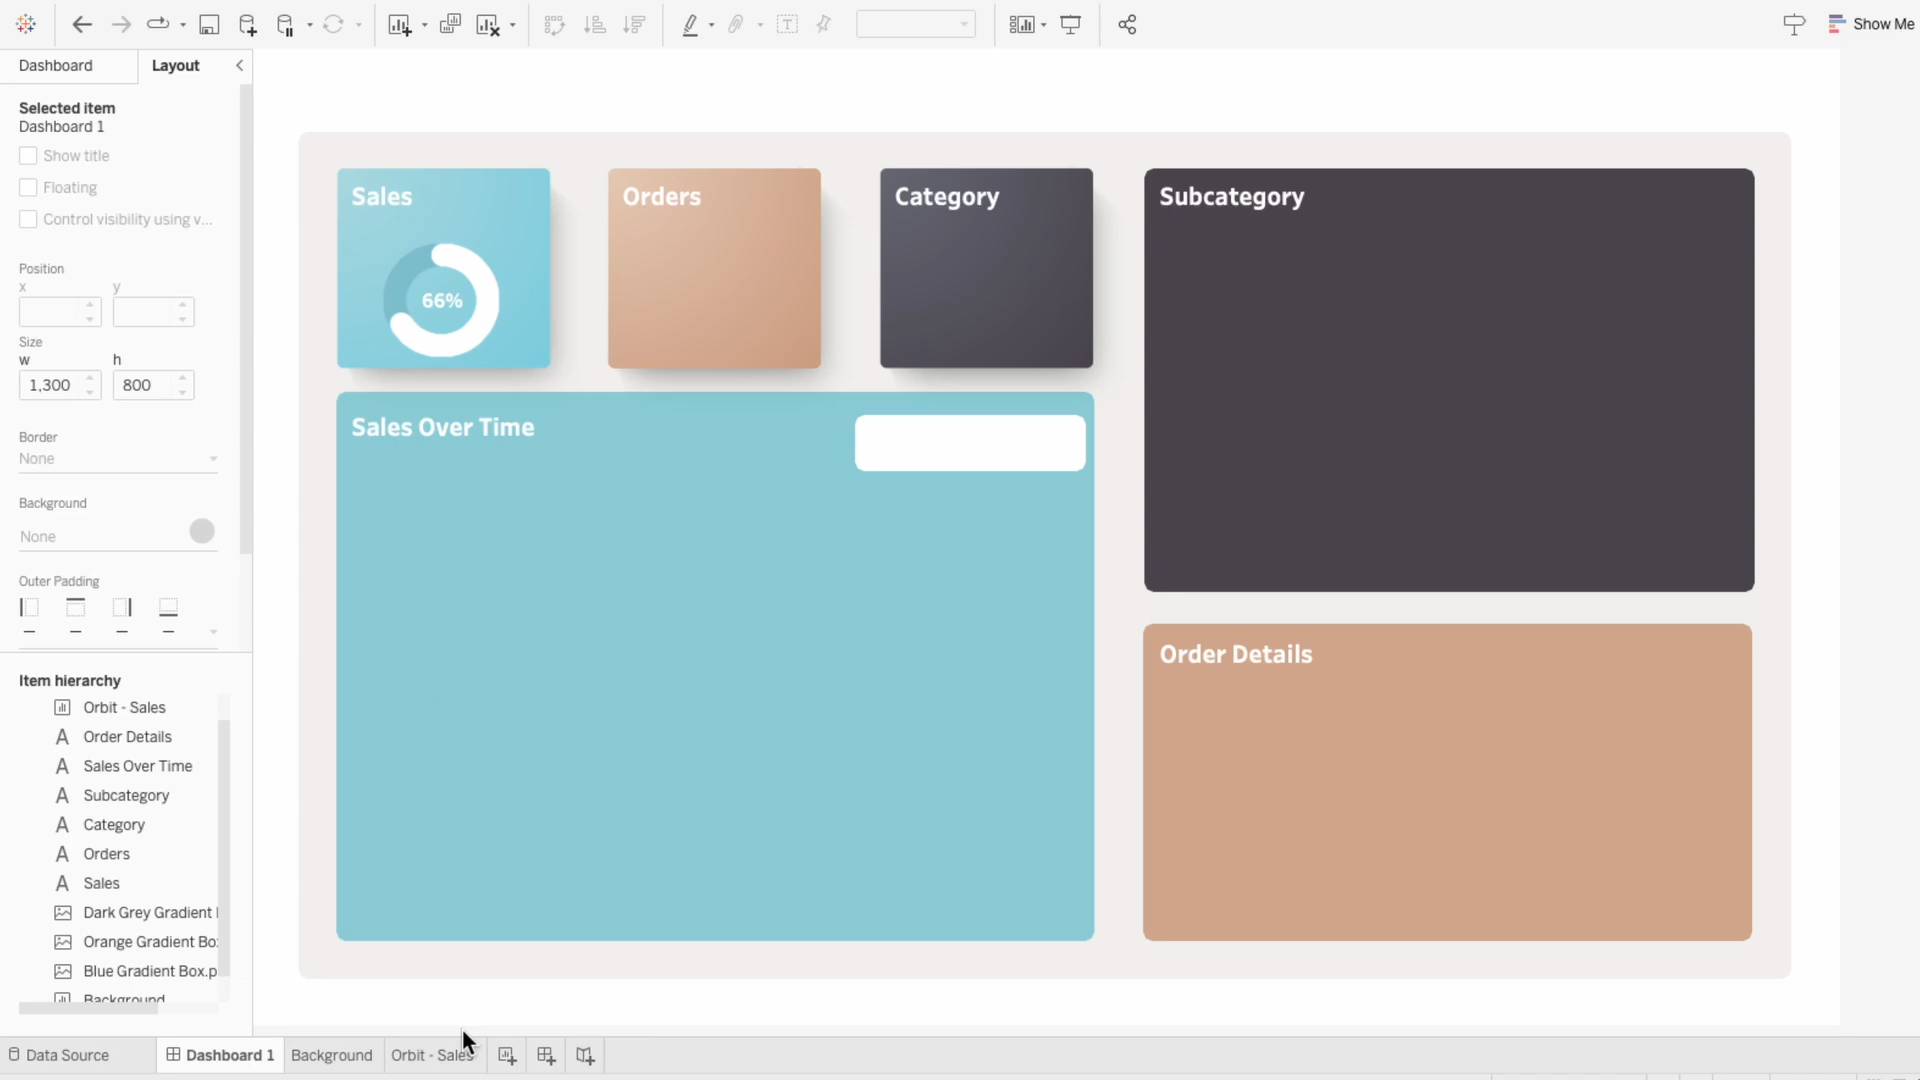 Show Me
Dashboard
Layout
Selected item
Dashboard 1
Show title
Floating
Control visibility using v...
Position
x y
Size
w h
1,300 800
Border
None
Background
None
Outer Padding
Item hierarchy
Orbit - Sales
Order Details
Sales Over Time
Subcategory
Category
Orders
Sales
Dark Grey Gradient
Orange Gradient Bo
Blue Gradient Box.p
Background
Sales
66%
Orders
Category
Subcategory
Sales Over Time
Order Details
Data Source
Dashboard 1
Background
Orbit - Sales